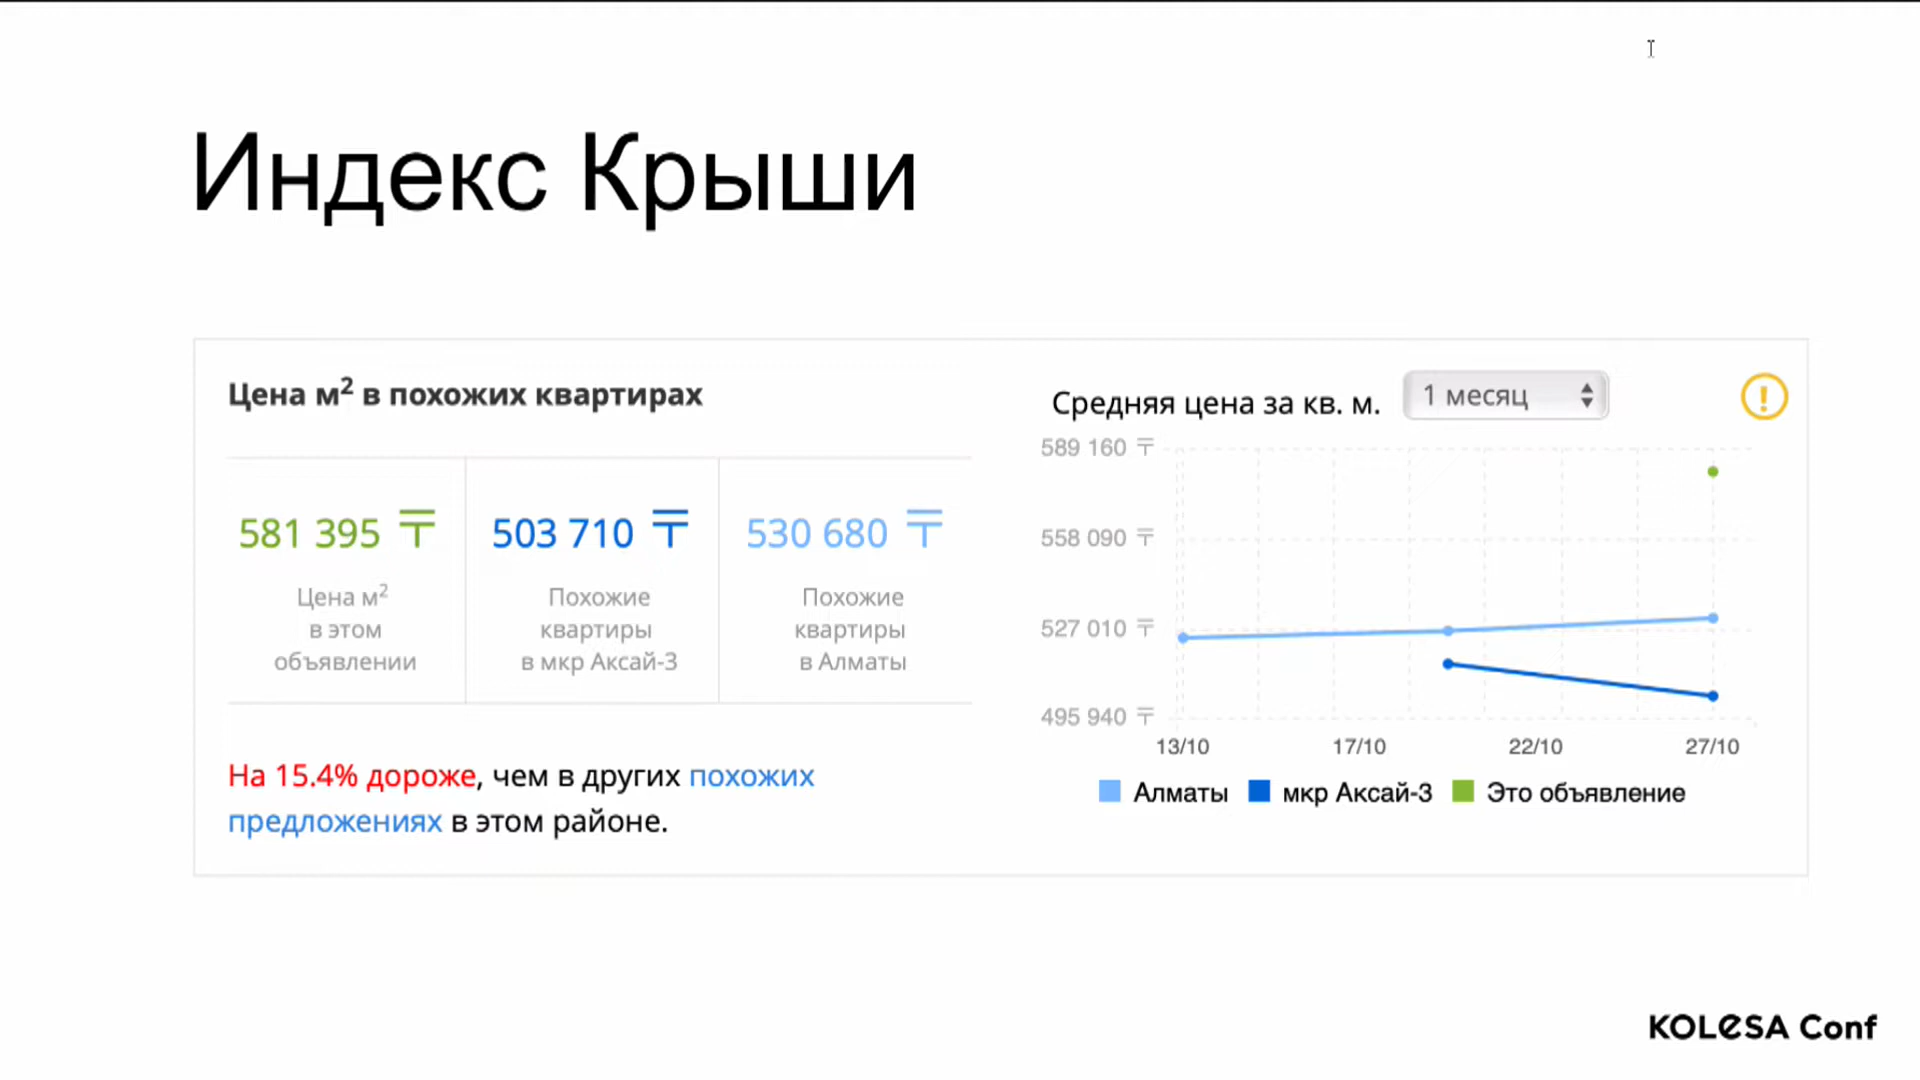 Индекс Крыши
Цена м² в похожих квартирах
581 395 ₸
Цена м²
в этом
объявлении
503 710 ₸
Похожие
квартиры
в мкр Аксай-3
530 680 ₸
Похожие
квартиры
в Алматы
На 15.4% дороже, чем в других похожих
предложениях в этом районе.
Средняя цена за кв. м.
1 месяц
589 160 ₸
558 090 ₸
527 010 ₸
495 940 ₸
13/10 17/10 22/10 27/10
Алматы мкр Аксай-3 Это объявление
KOLESA Conf